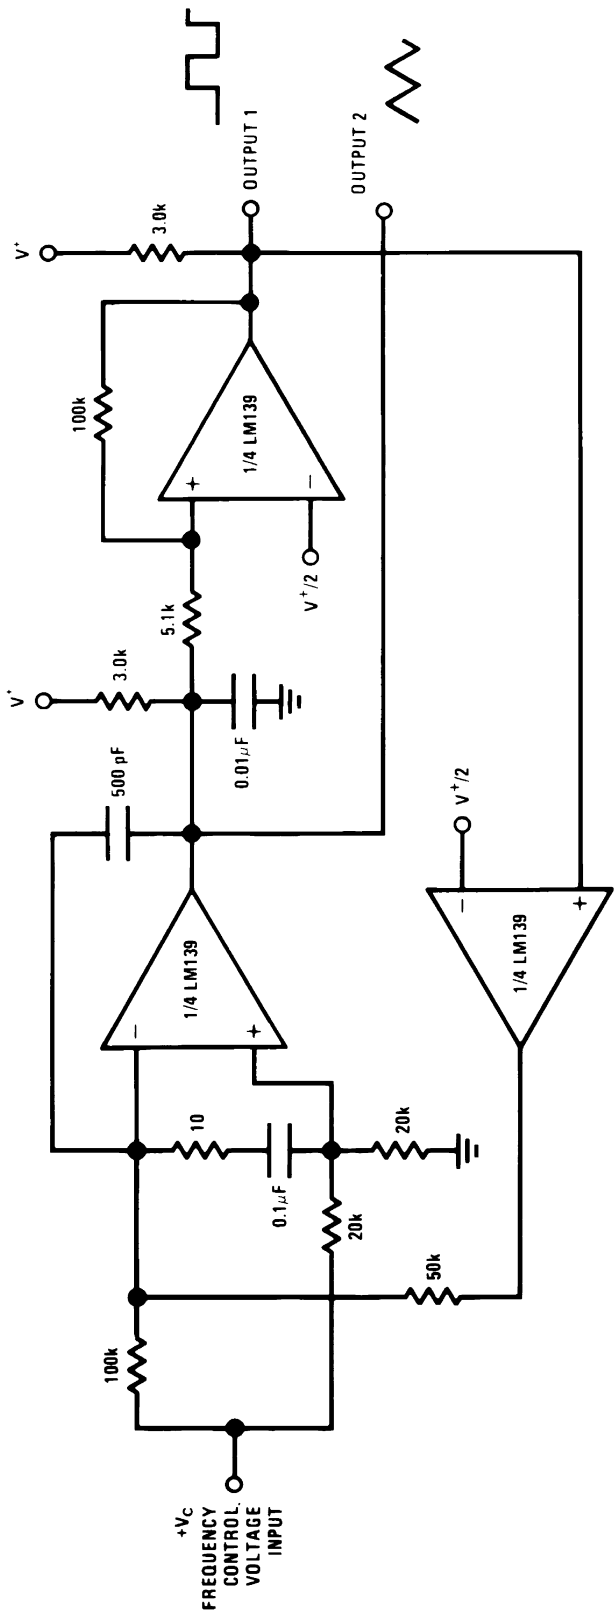 +VC
FREQUENCY
CONTROL
VOLTAGE
INPUT
100k
50k
20k
10
0.1μF
20k
−
+
1/4 LM139
500 pF
V+
3.0k
0.01μF
5.1k
100k
+
−
1/4 LM139
V+/2
V+
3.0k
OUTPUT 1
OUTPUT 2
V+/2
−
+
1/4 LM139